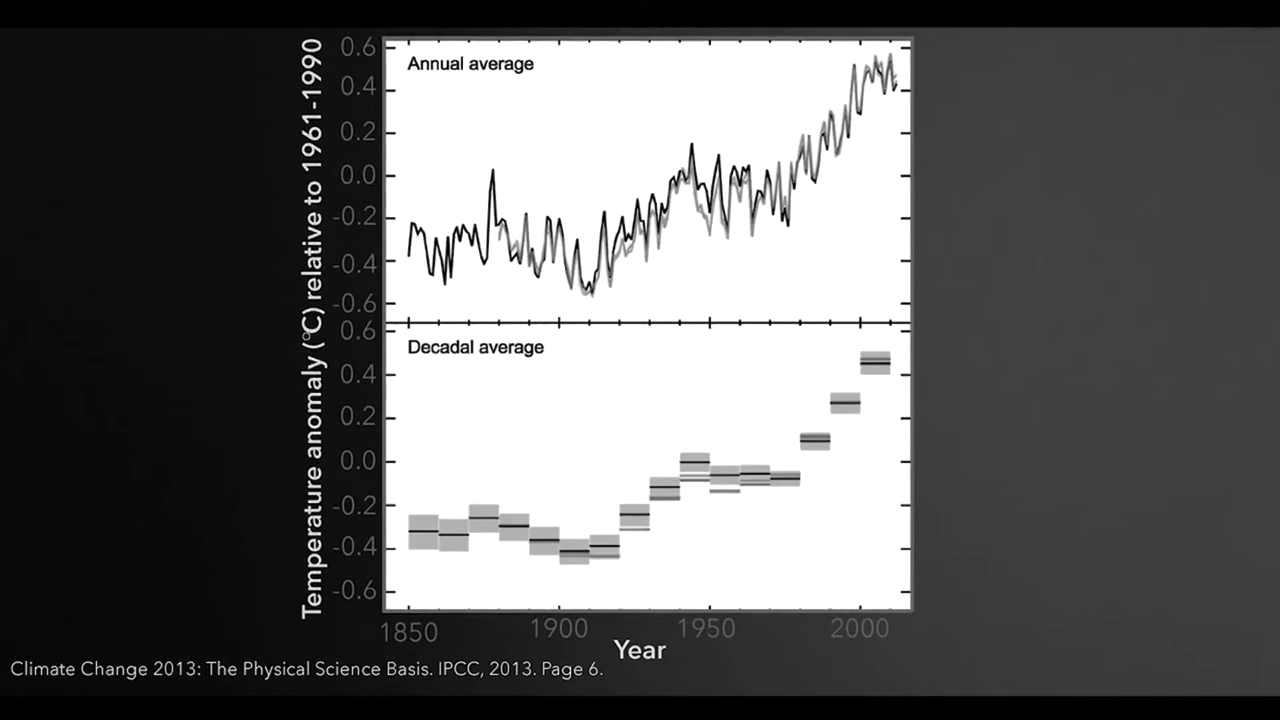 Temperature anomaly (°C) relative to 1961-1990
Annual average
0.6
0.4
0.2
0.0
-0.2
-0.4
-0.6
Decadal average
0.6
0.4
0.2
0.0
-0.2
-0.4
-0.6
1850 1900 1950 2000
Year
Climate Change 2013: The Physical Science Basis. IPCC, 2013. Page 6.